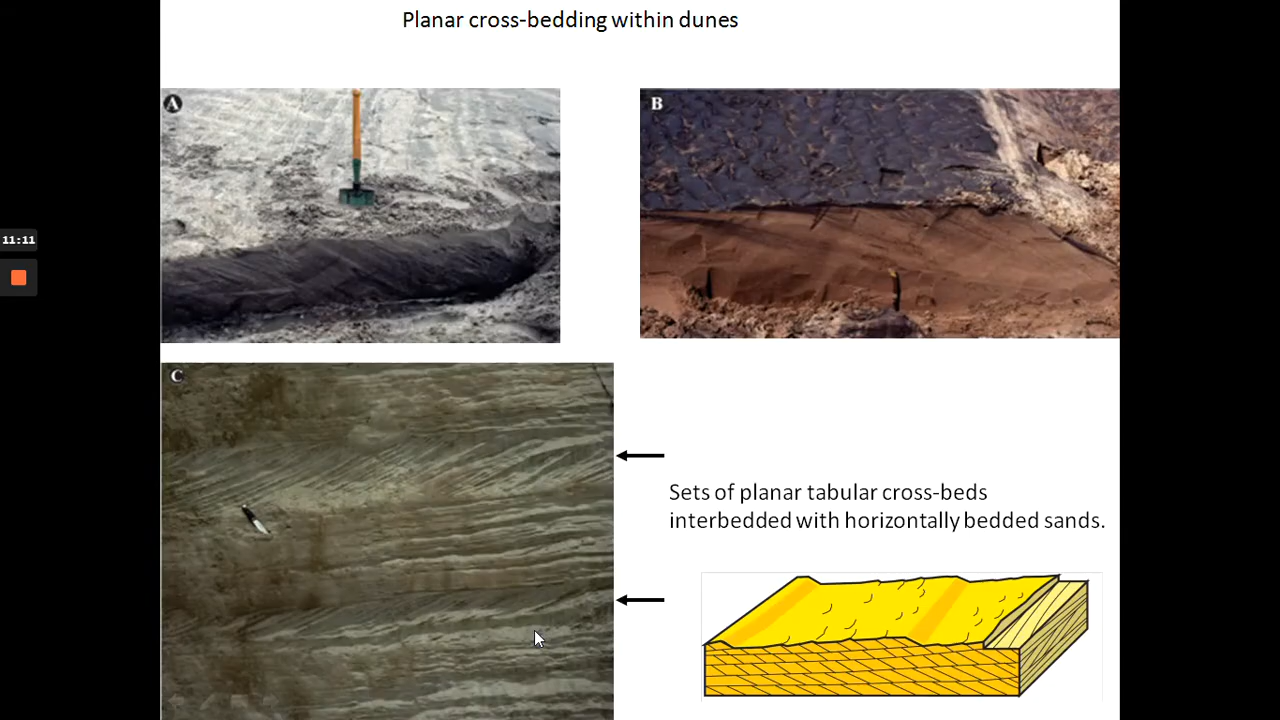 Planar cross-bedding within dunes
A
B
11:11
C
Sets of planar tabular cross-beds
interbedded with horizontally bedded sands.